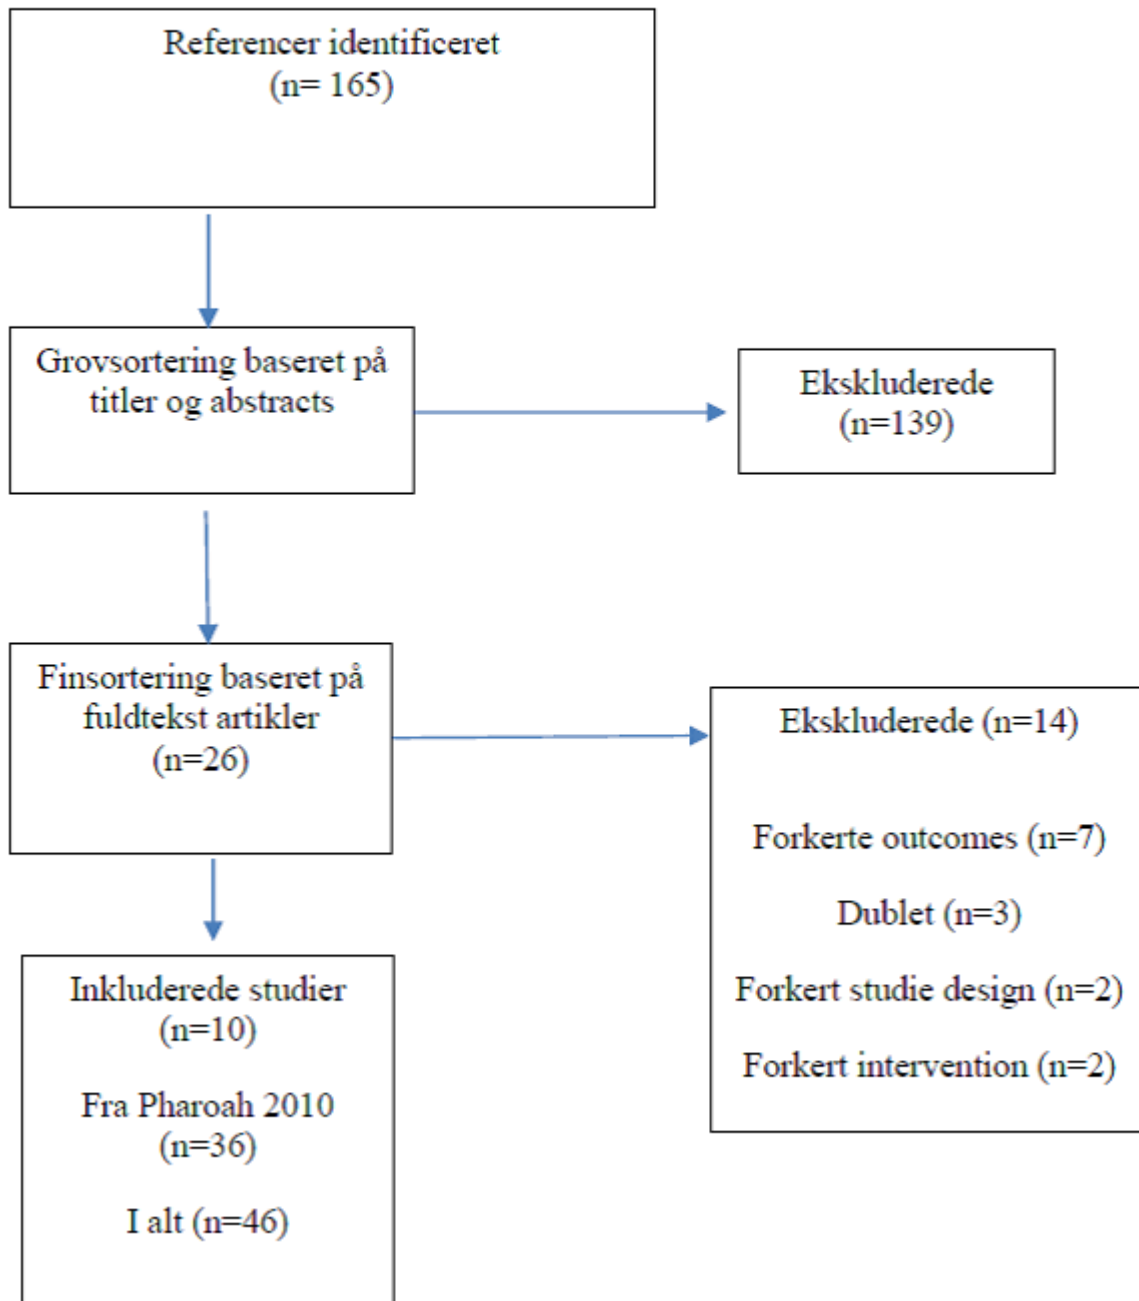 Referencer identificeret
(n= 165)
Grovsortering baseret på
titler og abstracts
Ekskluderede
(n=139)
Finsortering baseret på
fuldtekst artikler
(n=26)
Ekskluderede (n=14)
Forkerte outcomes (n=7)
Dublet (n=3)
Forkert studie design (n=2)
Forkert intervention (n=2)
Inkluderede studier
(n=10)
Fra Pharoah 2010
(n=36)
I alt (n=46)